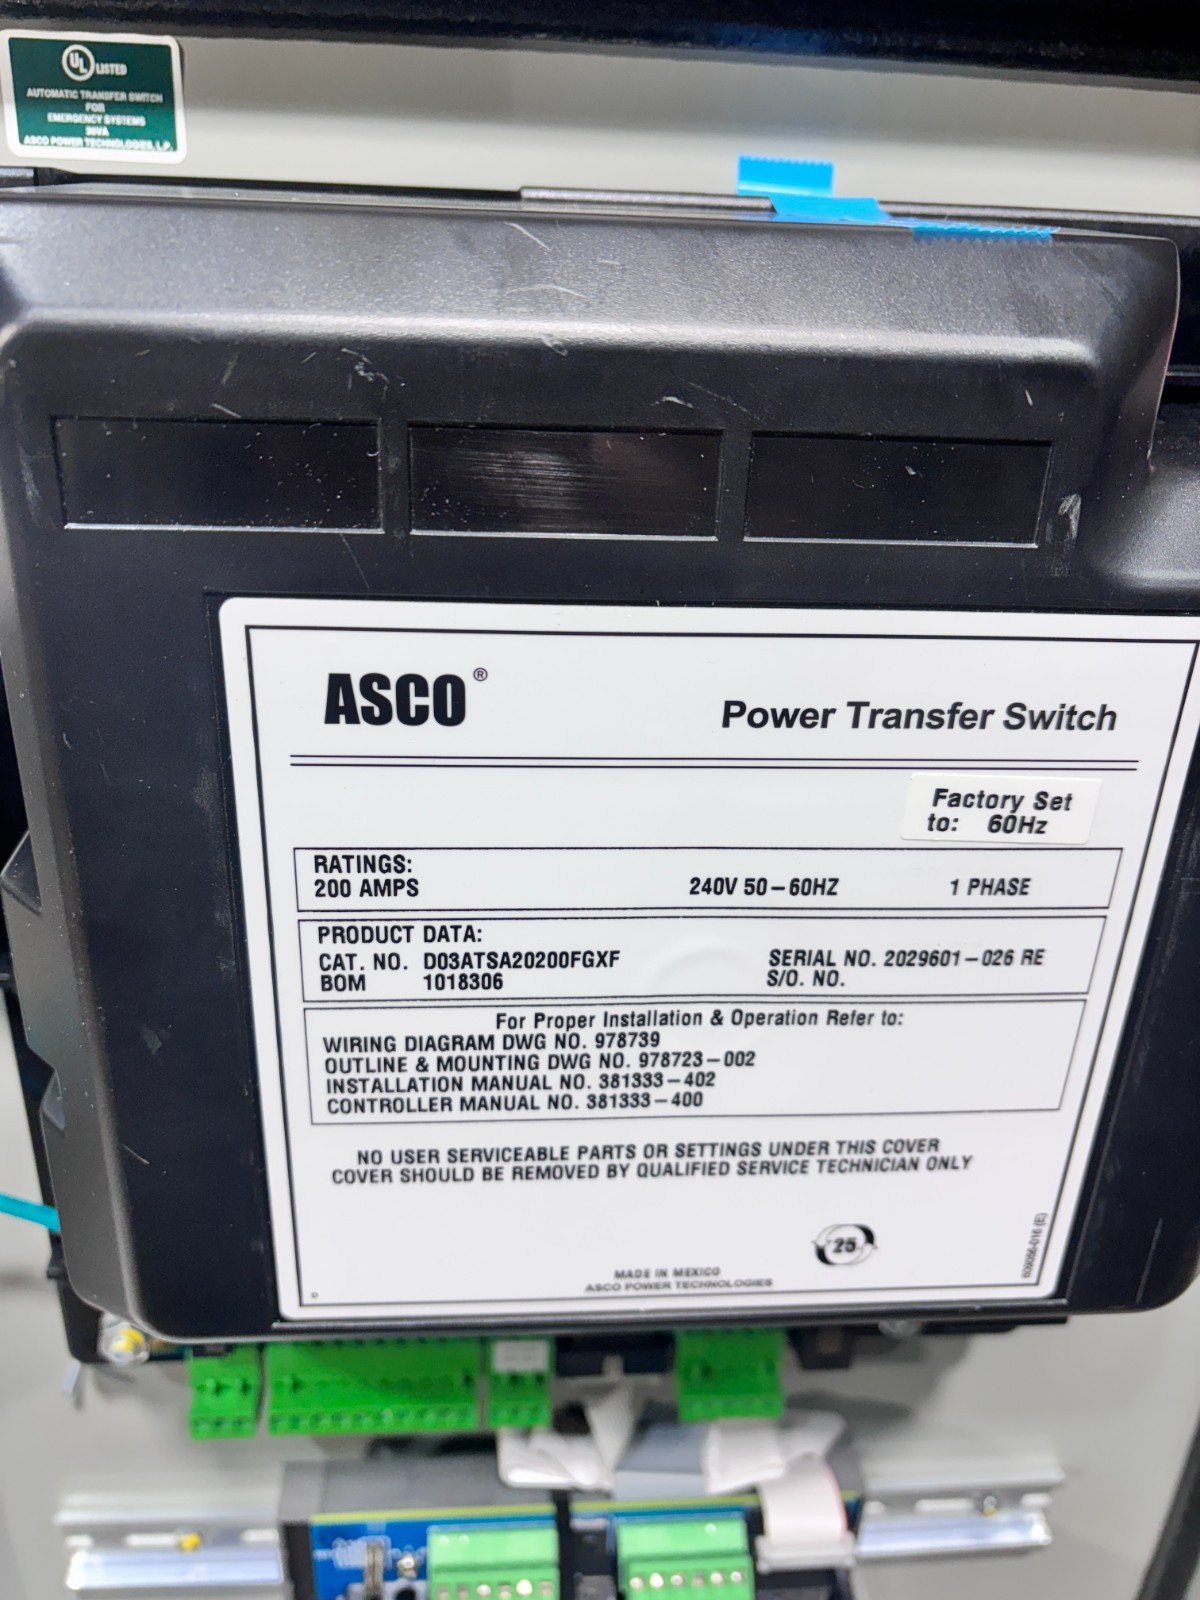 UL LISTED
AUTOMATIC TRANSFER SWITCH
FOR
EMERGENCY SYSTEMS
36VA
ASCO POWER TECHNOLOGIES, L.P.
ASCO®
Power Transfer Switch
Factory Set
to: 60Hz
RATINGS:
200 AMPS 240V 50-60HZ 1 PHASE
PRODUCT DATA:
CAT. NO. D03ATSA20200FGXF SERIAL NO. 2029601-026 RE
BOM 1018306 S/O. NO.
For Proper Installation & Operation Refer to:
WIRING DIAGRAM DWG NO. 978739
OUTLINE & MOUNTING DWG NO. 978723-002
INSTALLATION MANUAL NO. 381333-402
CONTROLLER MANUAL NO. 381333-400
NO USER SERVICEABLE PARTS OR SETTINGS UNDER THIS COVER
COVER SHOULD BE REMOVED BY QUALIFIED SERVICE TECHNICIAN ONLY
25
MADE IN MEXICO
ASCO POWER TECHNOLOGIES